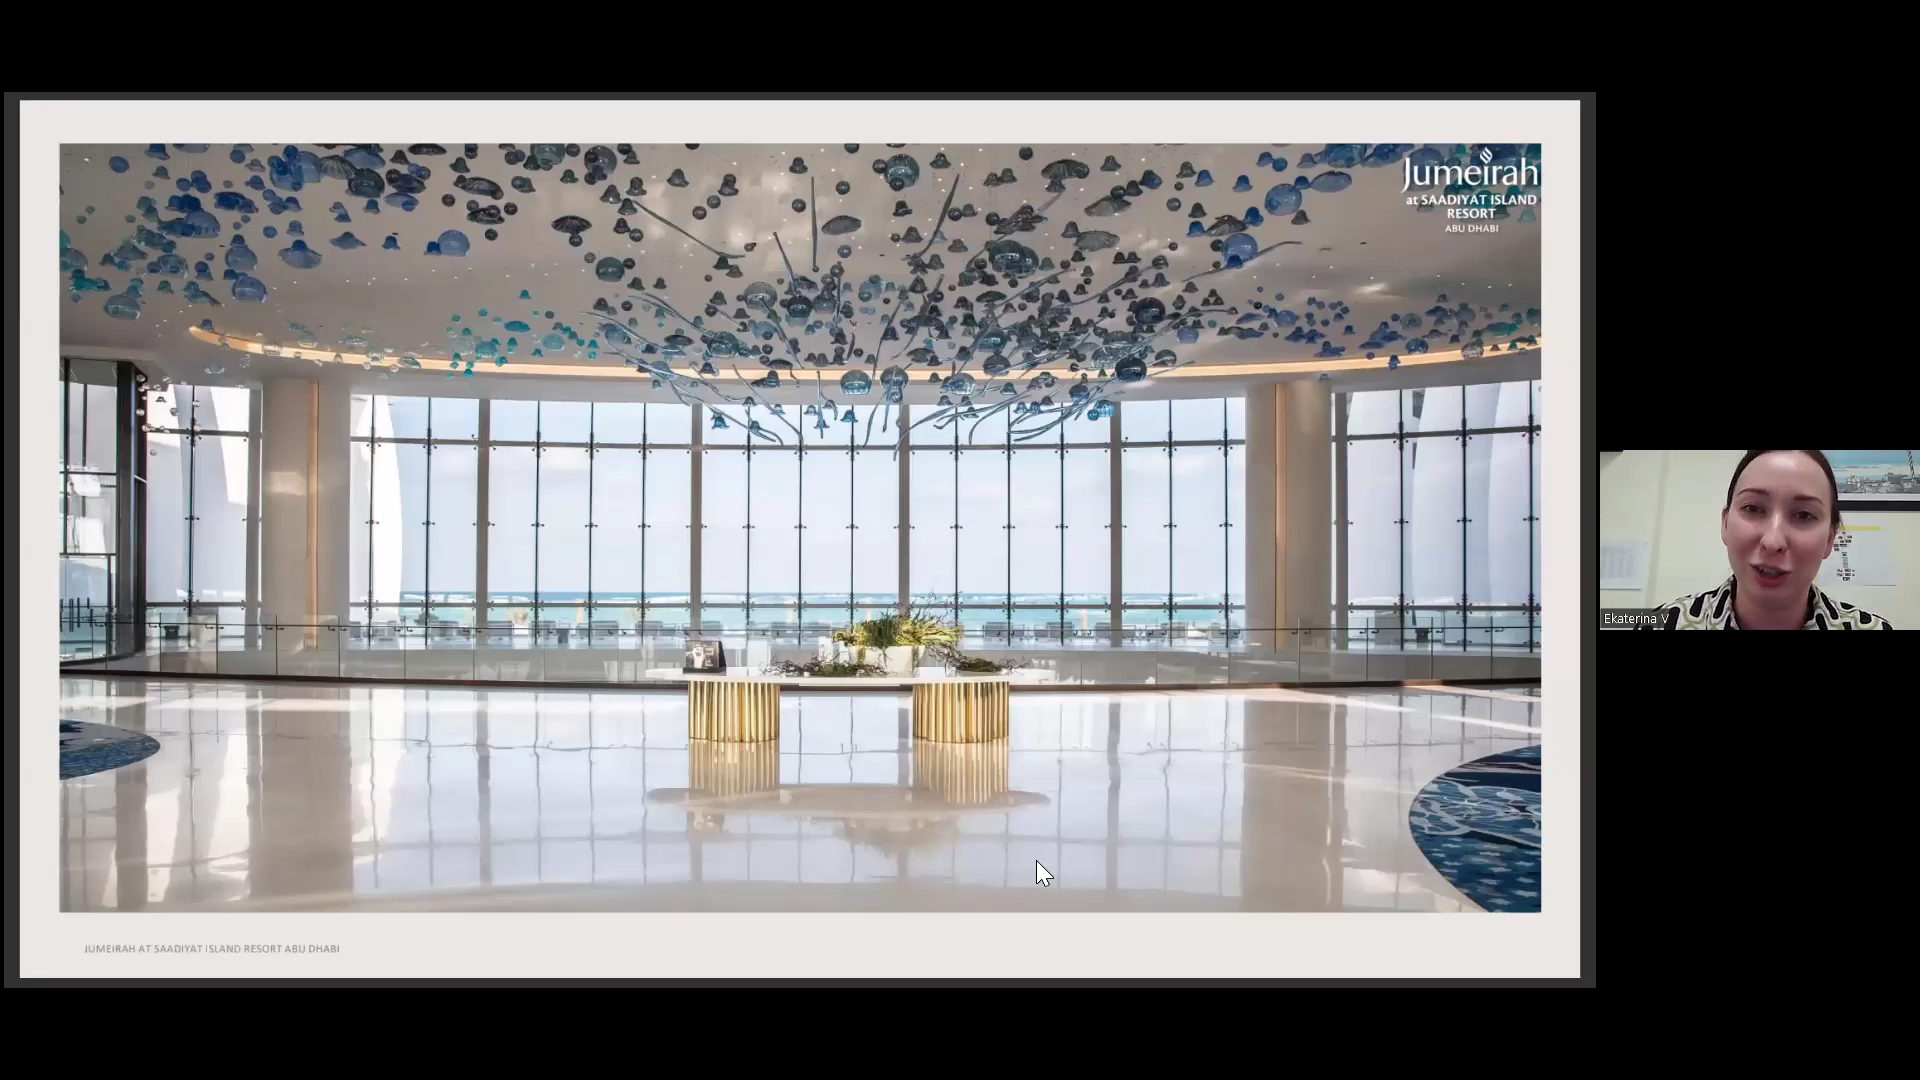 Jumeirah
at SAADIYAT ISLAND
RESORT
ABU DHABI
JUMEIRAH AT SAADIYAT ISLAND RESORT ABU DHABI
Ekaterina V